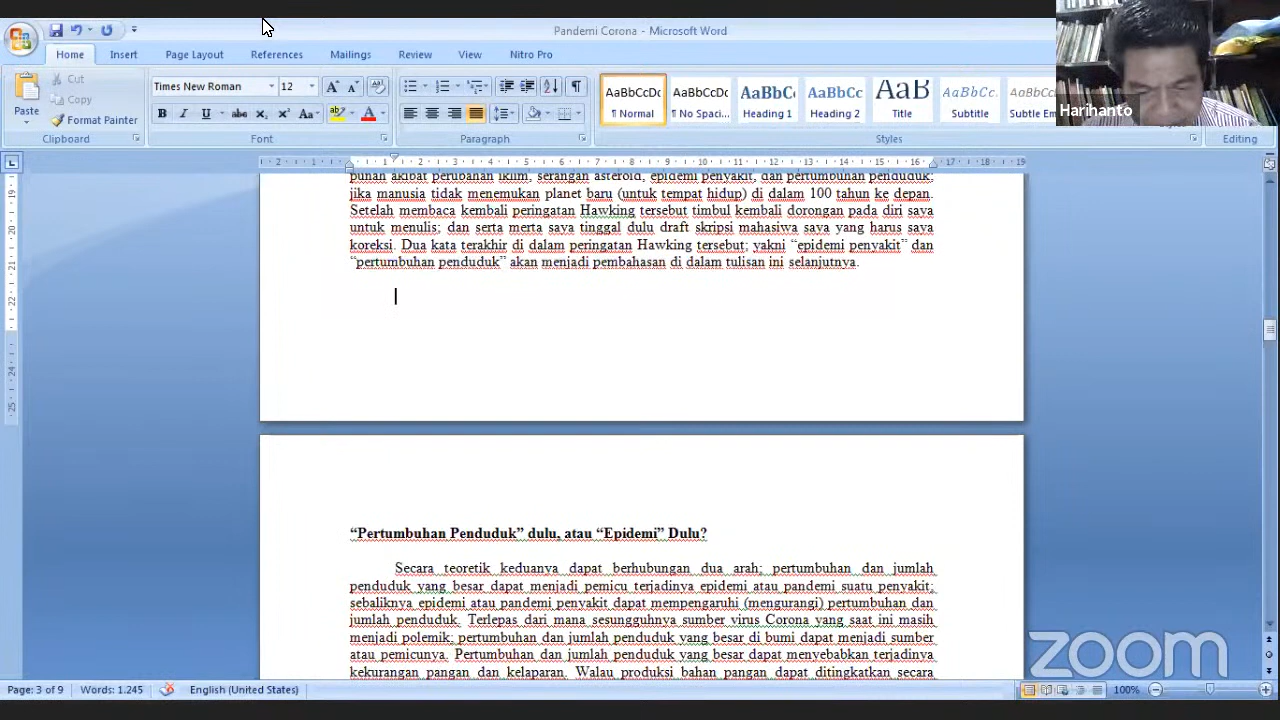 Pandemi Corona - Microsoft Word
Home Insert Page Layout References Mailings Review View Nitro Pro
Cut
Copy
Paste
Format Painter
Clipboard
Times New Roman 12
Font
Paragraph
AaBbCcDc AaBbCcDc AaBbC AaBbCc AaB AaBbCc. AaBbCc
¶ Normal ¶ No Spaci... Heading 1 Heading 2 Title Subtitle Subtle Em
Styles
Editing
Harihanto
punah akibat perubahan iklim, serangan asteroid, epidemi penyakit, dan pertumbuhan penduduk;
jika manusia tidak menemukan planet baru (untuk tempat hidup) di dalam 100 tahun ke depan.
Setelah membaca kembali peringatan Hawking tersebut timbul kembali dorongan pada diri saya
untuk menulis; dan serta merta saya tinggal dulu draft skripsi mahasiwa saya yang harus saya
koreksi. Dua kata terakhir di dalam peringatan Hawking tersebut; yakni “epidemi penyakit” dan
“pertumbuhan penduduk” akan menjadi pembahasan di dalam tulisan ini selanjutnya.
“Pertumbuhan Penduduk” dulu, atau “Epidemi” Dulu?
Secara teoretik keduanya dapat berhubungan dua arah; pertumbuhan dan jumlah
penduduk yang besar dapat menjadi pemicu terjadinya epidemi atau pandemi suatu penyakit;
sebaliknya epidemi atau pandemi penyakit dapat mempengaruhi (mengurangi) pertumbuhan dan
jumlah penduduk. Terlepas dari mana sesungguhnya sumber virus Corona yang saat ini masih
menjadi polemik; pertumbuhan dan jumlah penduduk yang besar di bumi dapat menjadi sumber
atau pemicunya. Pertumbuhan dan jumlah penduduk yang besar dapat menyebabkan terjadinya
kekurangan pangan dan kelaparan. Walau produksi bahan pangan dapat ditingkatkan secara
zoom
Page: 3 of 9 Words: 1.245 English (United States) 100%